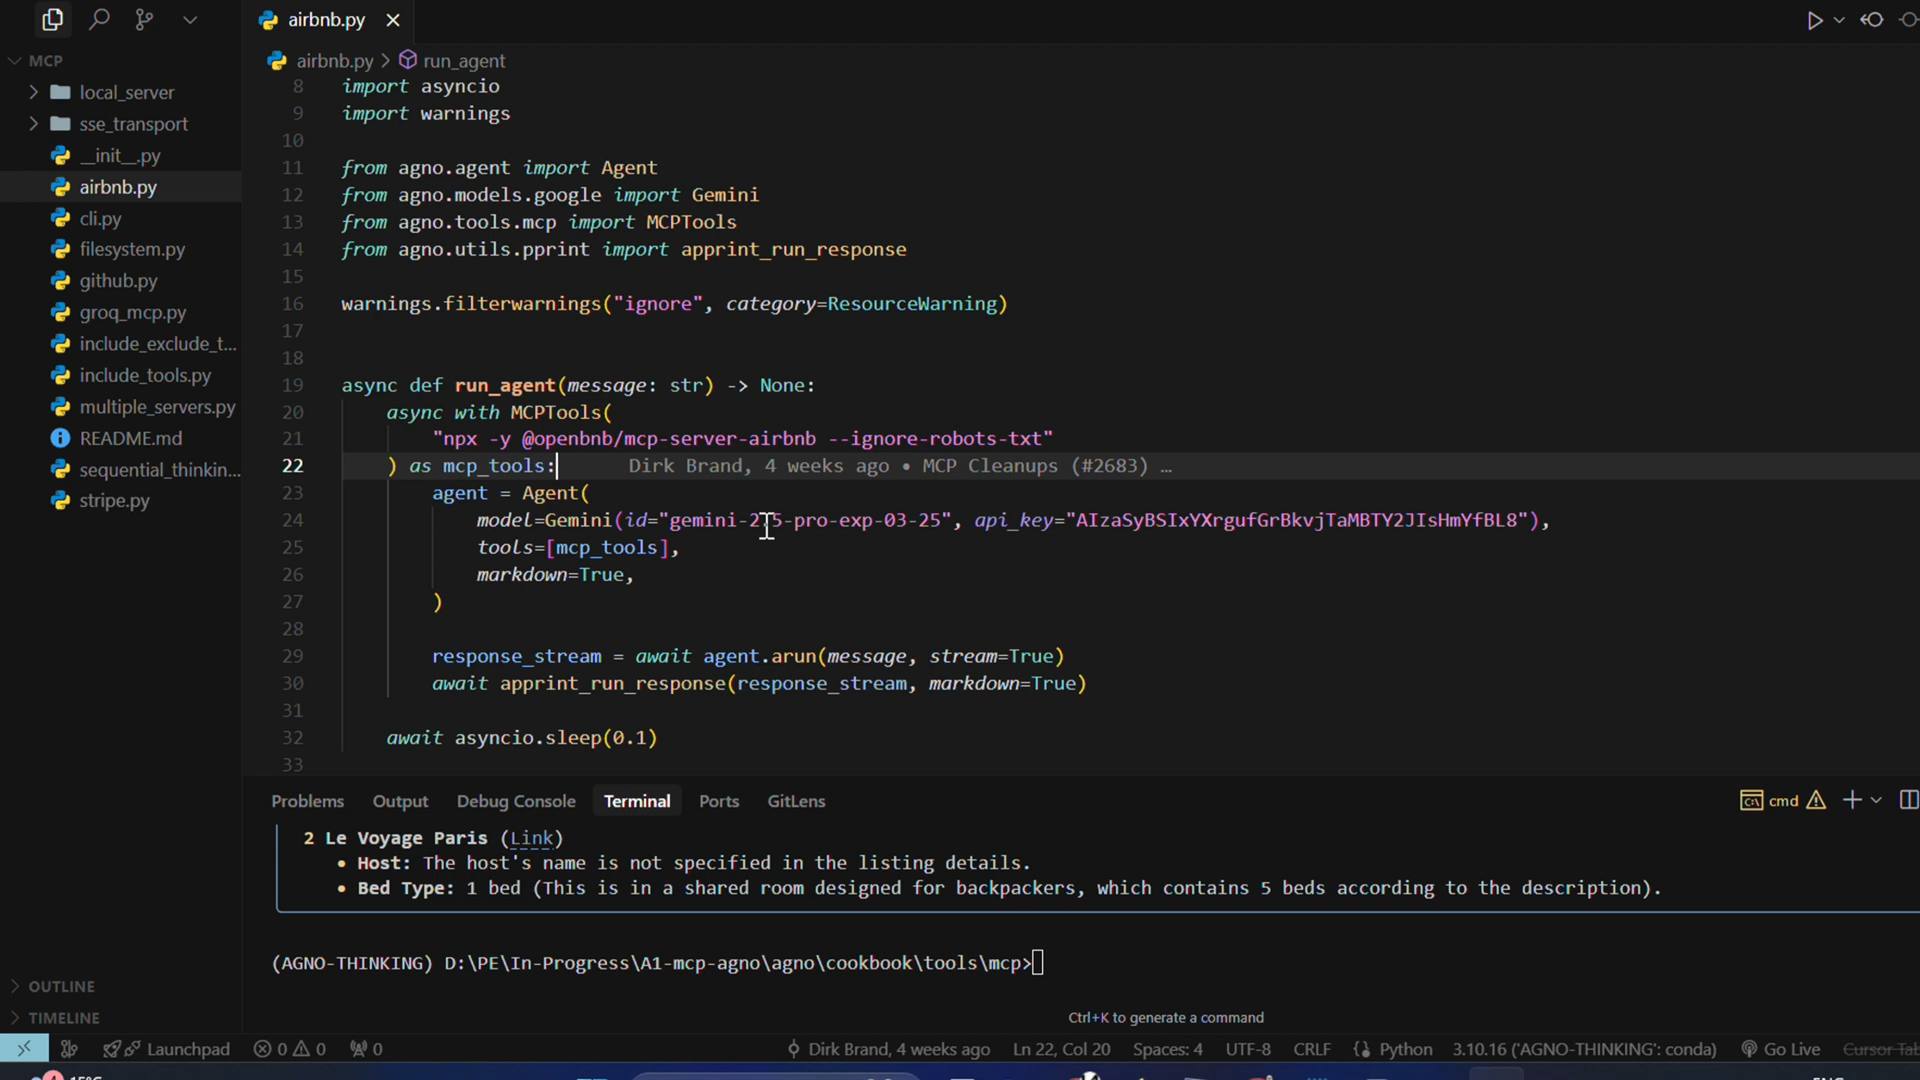 airbnb.py
MCP
local_server
sse_transport
__init__.py
airbnb.py
cli.py
filesystem.py
github.py
groq_mcp.py
include_exclude_t...
include_tools.py
multiple_servers.py
README.md
sequential_thinkin...
stripe.py
OUTLINE
TIMELINE
airbnb.py > run_agent
8 import asyncio
9 import warnings
10
11 from agno.agent import Agent
12 from agno.models.google import Gemini
13 from agno.tools.mcp import MCPTools
14 from agno.utils.pprint import apprint_run_response
15
16 warnings.filterwarnings("ignore", category=ResourceWarning)
17
18
19 async def run_agent(message: str) -> None:
20 async with MCPTools(
21 "npx -y @openbnb/mcp-server-airbnb --ignore-robots-txt"
22 ) as mcp_tools: Dirk Brand, 4 weeks ago • MCP Cleanups (#2683) …
23 agent = Agent(
24 model=Gemini(id="gemini-2.5-pro-exp-03-25", api_key="AIzaSyBSIxYXrgufGrBkvjTaMBTY2JIsHmYfBL8"),
25 tools=[mcp_tools],
26 markdown=True,
27 )
28
29 response_stream = await agent.arun(message, stream=True)
30 await apprint_run_response(response_stream, markdown=True)
31
32 await asyncio.sleep(0.1)
33
Problems Output Debug Console Terminal Ports GitLens cmd
2 Le Voyage Paris (Link)
• Host: The host's name is not specified in the listing details.
• Bed Type: 1 bed (This is in a shared room designed for backpackers, which contains 5 beds according to the description).
(AGNO-THINKING) D:\PE\In-Progress\A1-mcp-agno\agno\cookbook\tools\mcp>
Ctrl+K to generate a command
Launchpad 0 0 0 Dirk Brand, 4 weeks ago Ln 22, Col 20 Spaces: 4 UTF-8 CRLF Python 3.10.16 ('AGNO-THINKING': conda) Go Live Cursor Tab